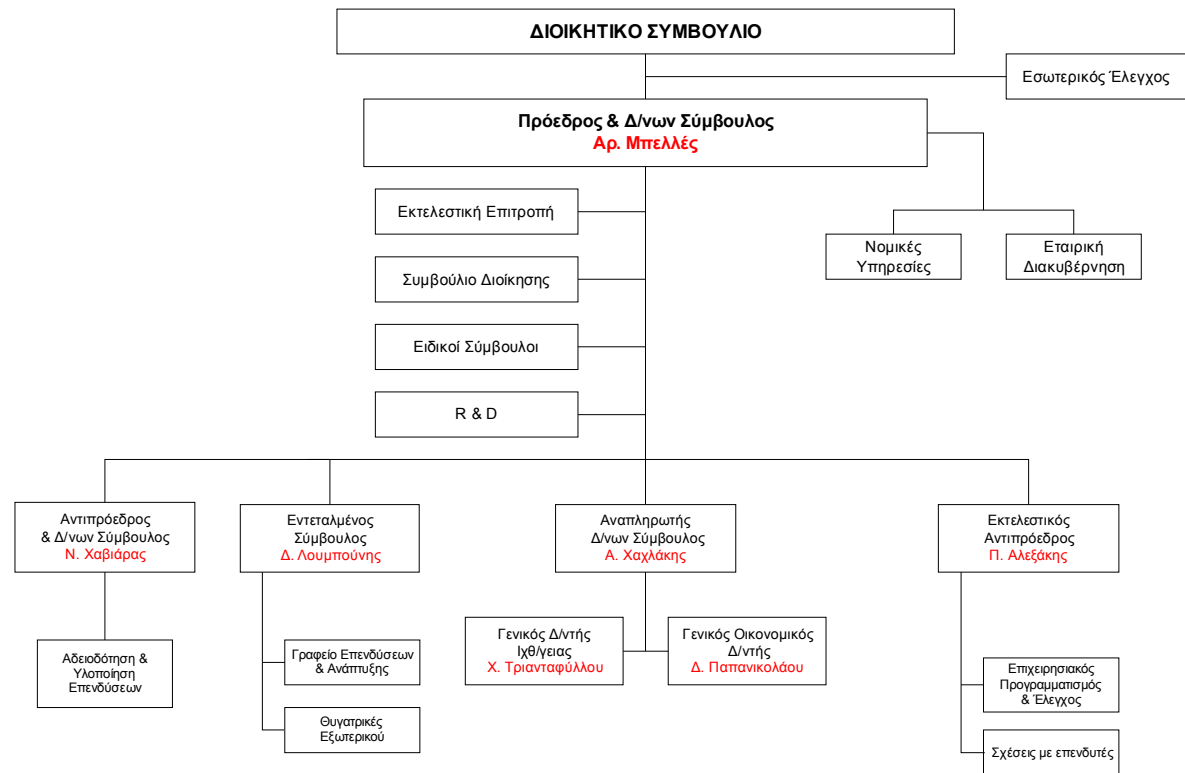 ΔΙΟΙΚΗΤΙΚΟ ΣΥΜΒΟΥΛΙΟ
Εσωτερικός Έλεγχος
Πρόεδρος & Δ/νων Σύμβουλος
Αρ. Μπελλές
Εκτελεστική Επιτροπή
Νομικές
Υπηρεσίες
Εταιρική
Διακυβέρνηση
Συμβούλιο Διοίκησης
Ειδικοί Σύμβουλοι
R & D
Αντιπρόεδρος
& Δ/νων Σύμβουλος
Ν. Χαβιάρας
Εντεταλμένος
Σύμβουλος
Δ. Λουμπούνης
Αναπληρωτής
Δ/νων Σύμβουλος
Α. Χαχλάκης
Εκτελεστικός
Αντιπρόεδρος
Π. Αλεξάκης
Αδειοδότηση &
Υλοποίηση
Επενδύσεων
Γραφείο Επενδύσεων
& Ανάπτυξης
Θυγατρικές
Εξωτερικού
Γενικός Δ/ντής
Ιχθ/γειας
Χ. Τριανταφύλλου
Γενικός Οικονομικός
Δ/ντής
Δ. Παπανικολάου
Επιχειρησιακός
Προγραμματισμός
& Έλεγχος
Σχέσεις με επενδυτές